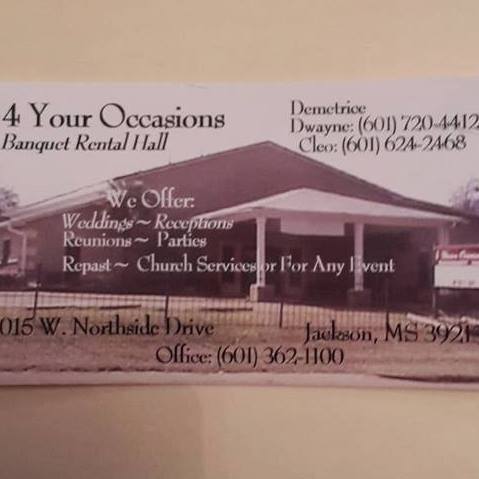 4 Your Occasions
Banquet Rental Hall
Demetrice
Dwayne: (601) 720-4412
Cleo: (601) 624-2468
We Offer:
Weddings ~ Receptions
Reunions ~ Parties
Repast ~ Church Services or For Any Event
015 W. Northside Drive
Jackson, MS 3921
Office: (601) 362-1100